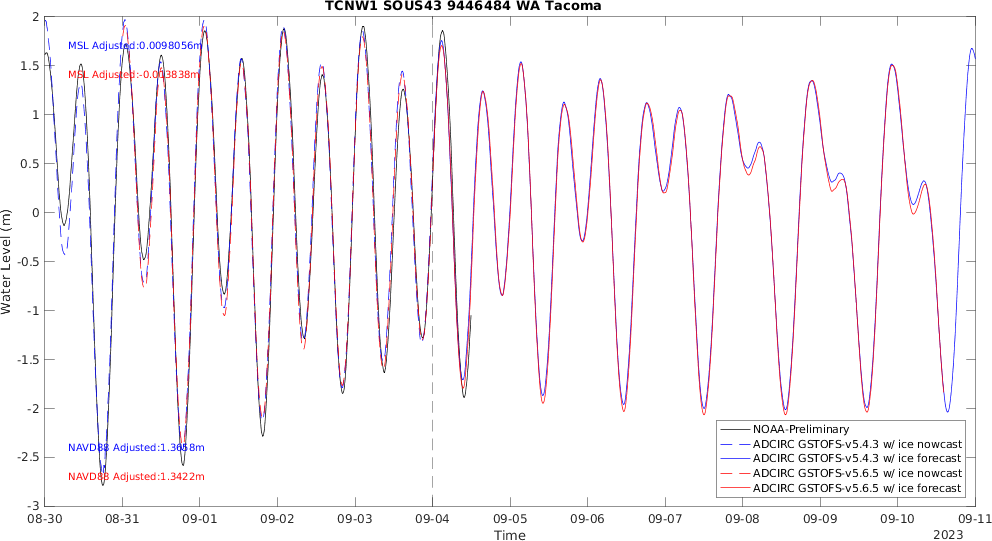 TCNW1 SOUS43 9446484 WA Tacoma
MSL Adjusted:0.0098056m
MSL Adjusted:-0.013838m
NAVD88 Adjusted:1.3658m
NAVD88 Adjusted:1.3422m
Water Level (m)
2
1.5
1
0.5
0
-0.5
-1
-1.5
-2
-2.5
-3
NOAA-Preliminary
ADCIRC GSTOFS-v5.4.3 w/ ice nowcast
ADCIRC GSTOFS-v5.4.3 w/ ice forecast
ADCIRC GSTOFS-v5.6.5 w/ ice nowcast
ADCIRC GSTOFS-v5.6.5 w/ ice forecast
08-30 08-31 09-01 09-02 09-03 09-04 09-05 09-06 09-07 09-08 09-09 09-10 09-11
Time
2023